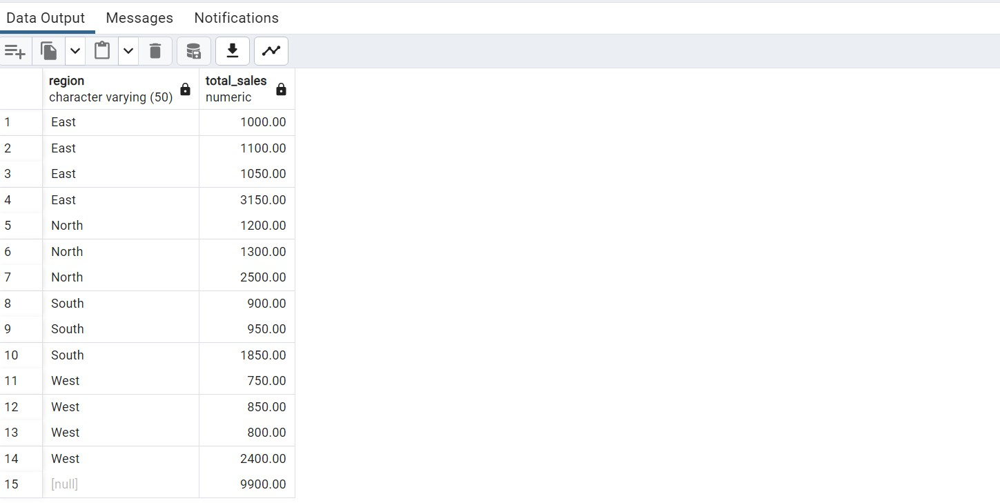 Data Output Messages Notifications
region total_sales
character varying (50) numeric
1 East 1000.00
2 East 1100.00
3 East 1050.00
4 East 3150.00
5 North 1200.00
6 North 1300.00
7 North 2500.00
8 South 900.00
9 South 950.00
10 South 1850.00
11 West 750.00
12 West 850.00
13 West 800.00
14 West 2400.00
15 [null] 9900.00